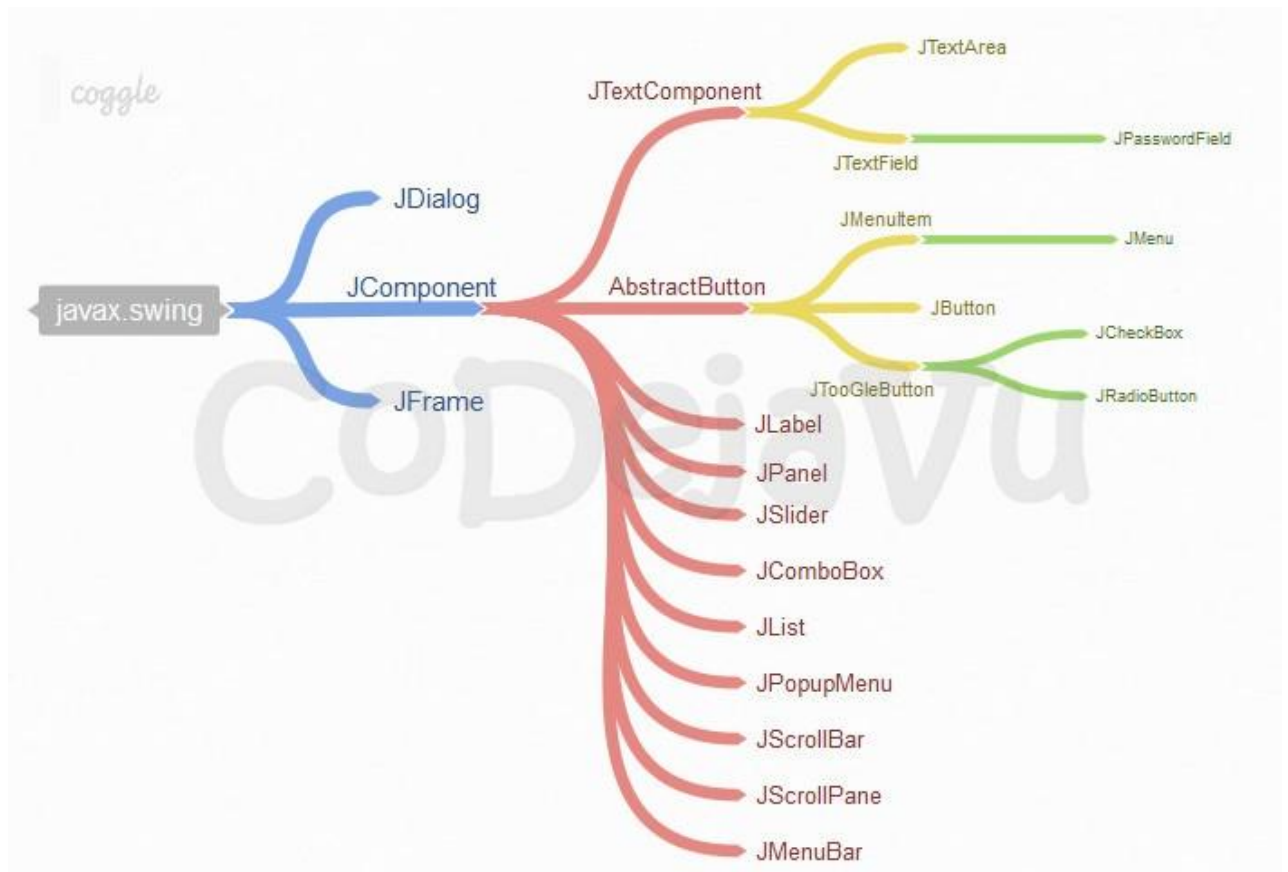 coggle
JTextArea
JTextComponent
JPasswordField
JTextField
JDialog
JMenuItem
JMenu
JComponent
AbstractButton
javax.swing
JButton
JCheckBox
JTooGleButton
JRadioButton
JFrame
JLabel
CoDejaVu
JPanel
JSlider
JComboBox
JList
JPopupMenu
JScrollBar
JScrollPane
JMenuBar